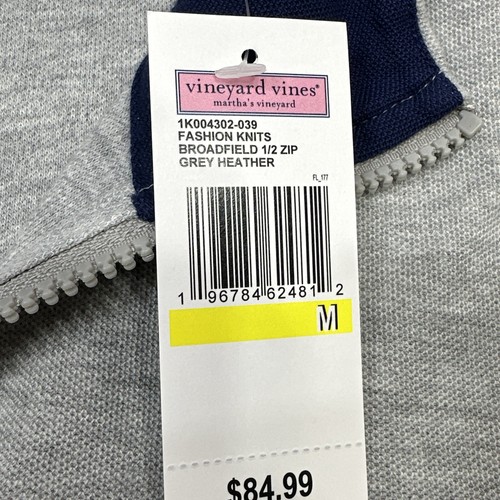 vineyard vines®
martha's vineyard
1K004302-039
FASHION KNITS
BROADFIELD 1/2 ZIP
GREY HEATHER
FL_177
1 96784 62481 2
M
$84.99